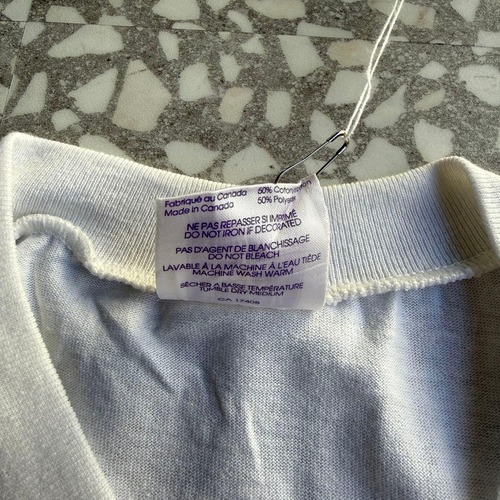 Fabriqué au Canada 50% Coton
Made in Canada 50% Polyester
NE PAS REPASSER SI IMPRIMÉ
DO NOT IRON IF DECORATED
PAS D'AGENT DE BLANCHISSAGE
DO NOT BLEACH
LAVABLE À LA MACHINE À L'EAU TIÈDE
MACHINE WASH WARM
SÉCHER A BASSE TEMPÉRATURE
TUMBLE DRY MEDIUM
CA 17408